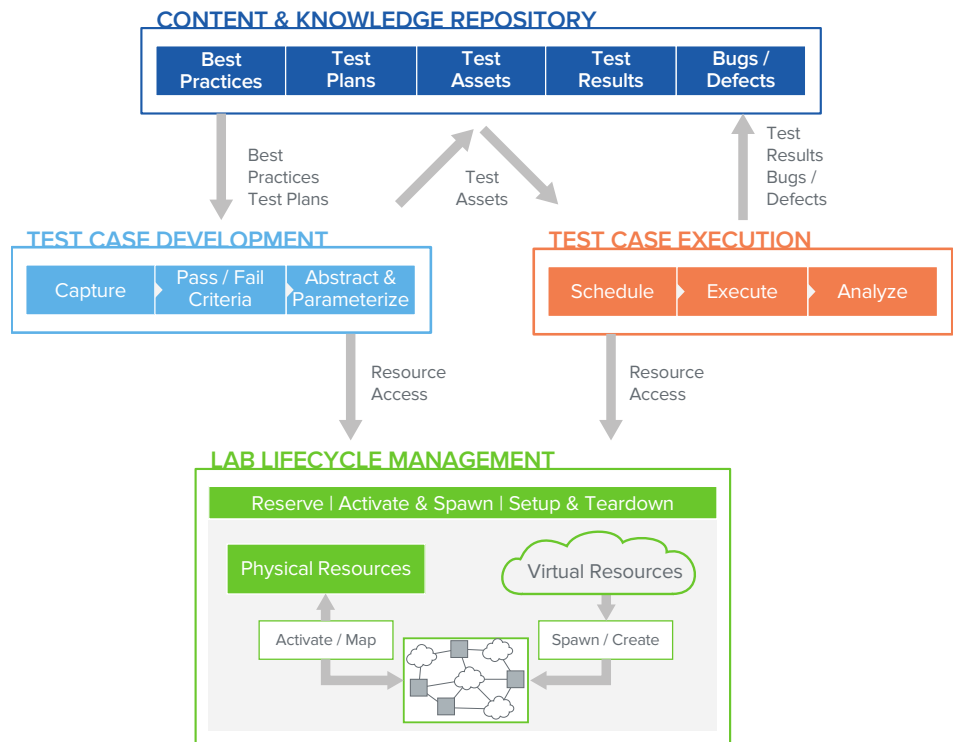 CONTENT & KNOWLEDGE REPOSITORY
Best
Practices
Test
Plans
Test
Assets
Test
Results
Bugs /
Defects
Best
Practices
Test Plans
Test
Assets
Test
Results
Bugs /
Defects
TEST CASE DEVELOPMENT
Capture
Pass / Fail
Criteria
Abstract &
Parameterize
TEST CASE EXECUTION
Schedule
Execute
Analyze
Resource
Access
Resource
Access
LAB LIFECYCLE MANAGEMENT
Reserve | Activate & Spawn | Setup & Teardown
Physical Resources
Virtual Resources
Activate / Map
Spawn / Create